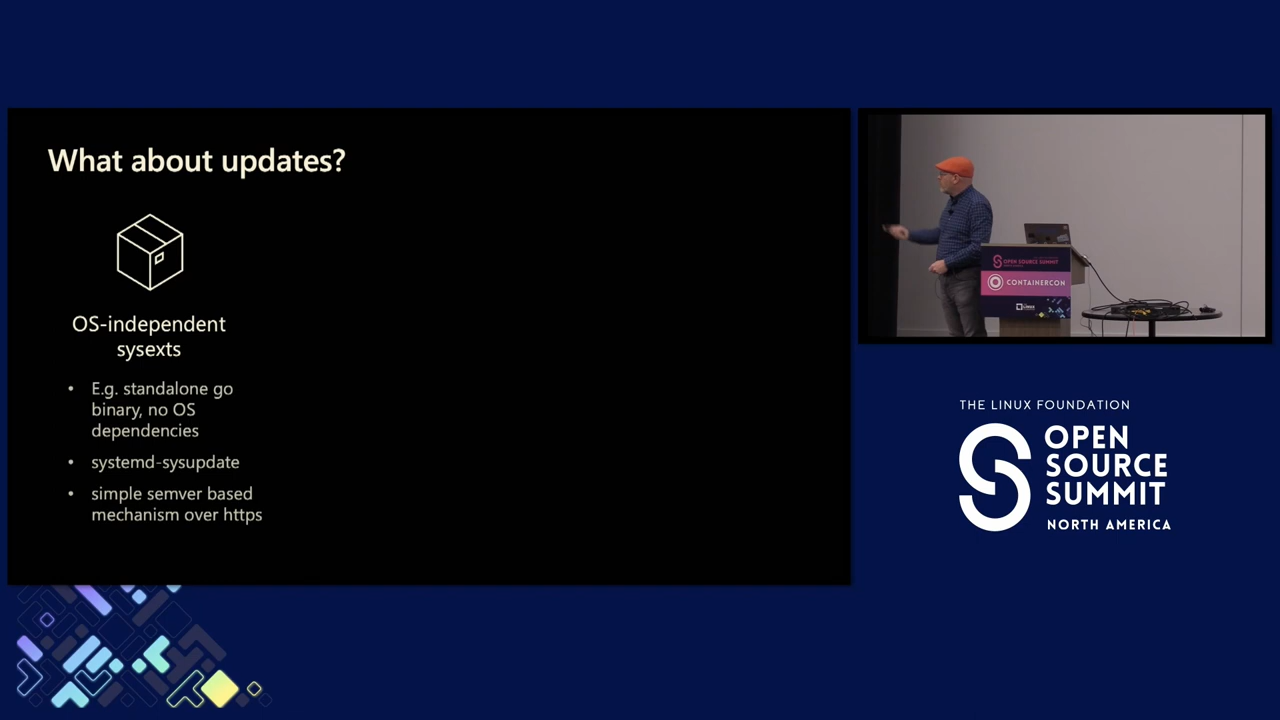 What about updates?
OS-independent
sysexts
• E.g. standalone go
binary, no OS
dependencies
• systemd-sysupdate
• simple semver based
mechanism over https
OPEN SOURCE SUMMIT
CONTAINERCON
THE LINUX FOUNDATION
OPEN
SOURCE
SUMMIT
NORTH AMERICA